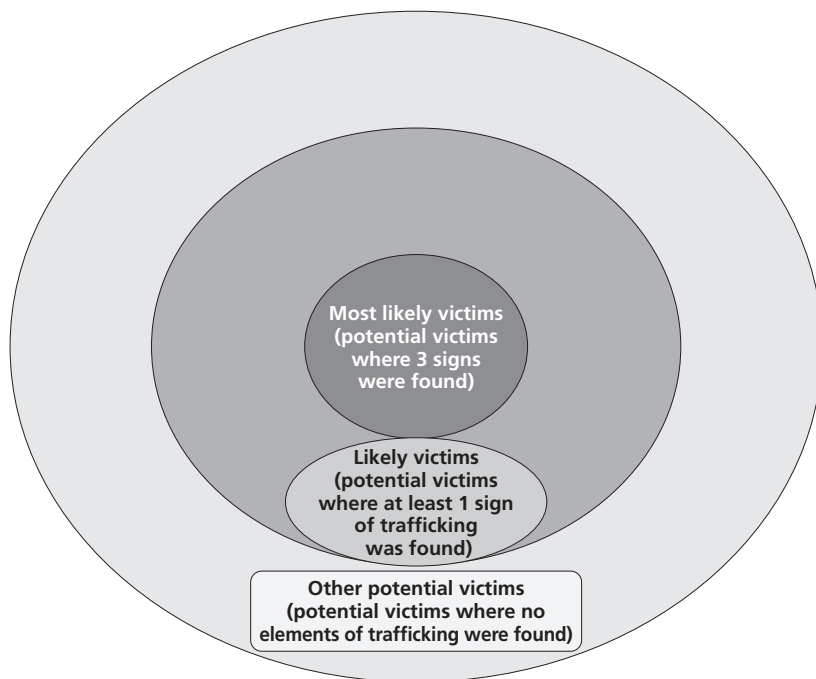 Most likely victims
(potential victims
where 3 signs
were found)
Likely victims
(potential victims
where at least 1 sign
of trafficking
was found)
Other potential victims
(potential victims where no
elements of trafficking were found)